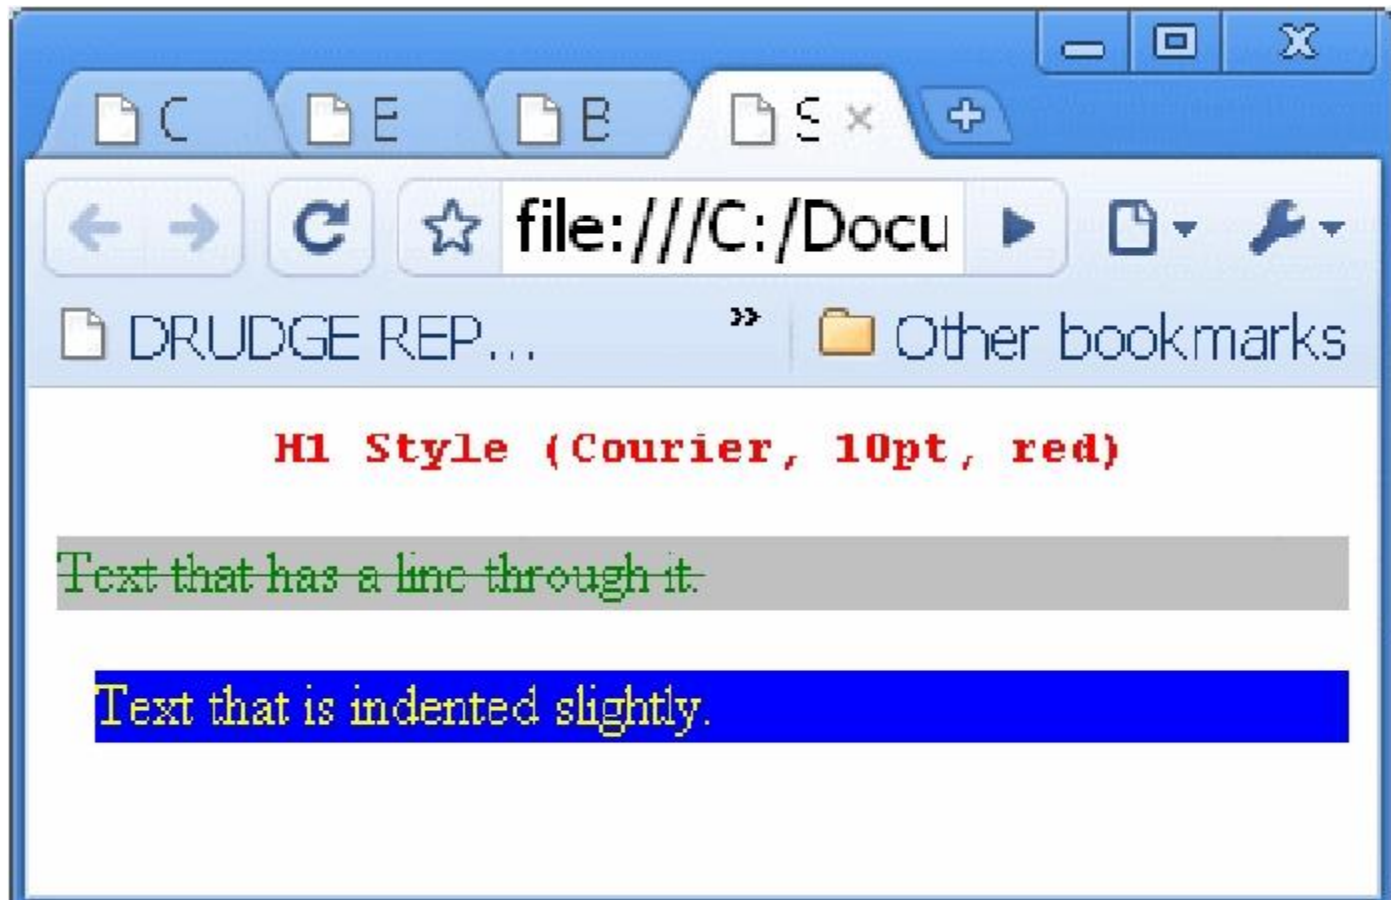 C E B S
file:///C:/Docu
DRUDGE REP... » Other bookmarks
H1 Style (Courier, 10pt, red)
Text that has a line through it.
Text that is indented slightly.